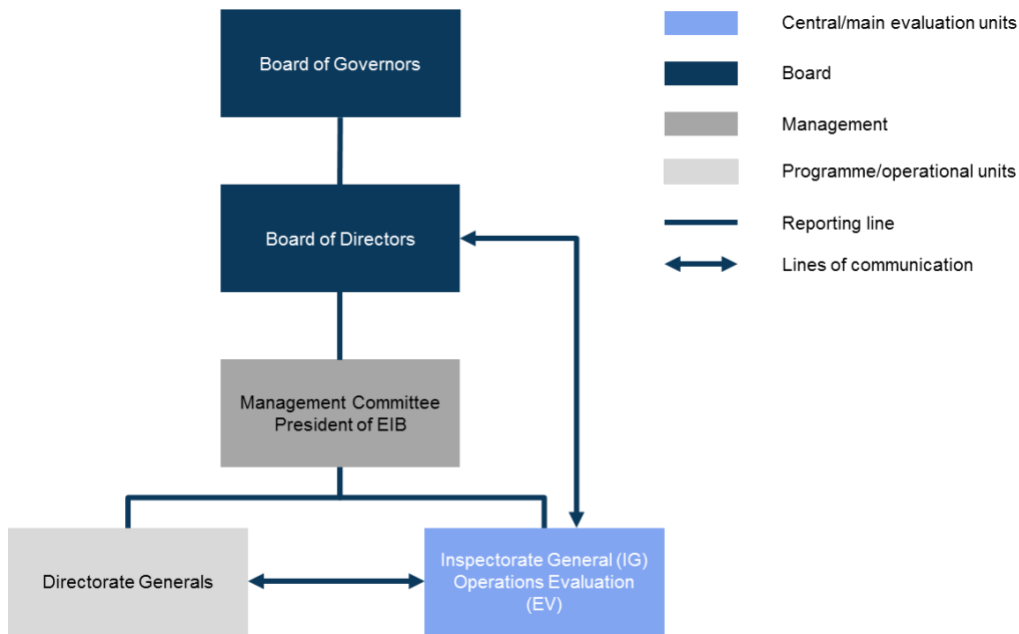 Board of Governors
Board of Directors
Management Committee
President of EIB
Directorate Generals
Inspectorate General (IG)
Operations Evaluation
(EV)
Central/main evaluation units
Board
Management
Programme/operational units
Reporting line
Lines of communication